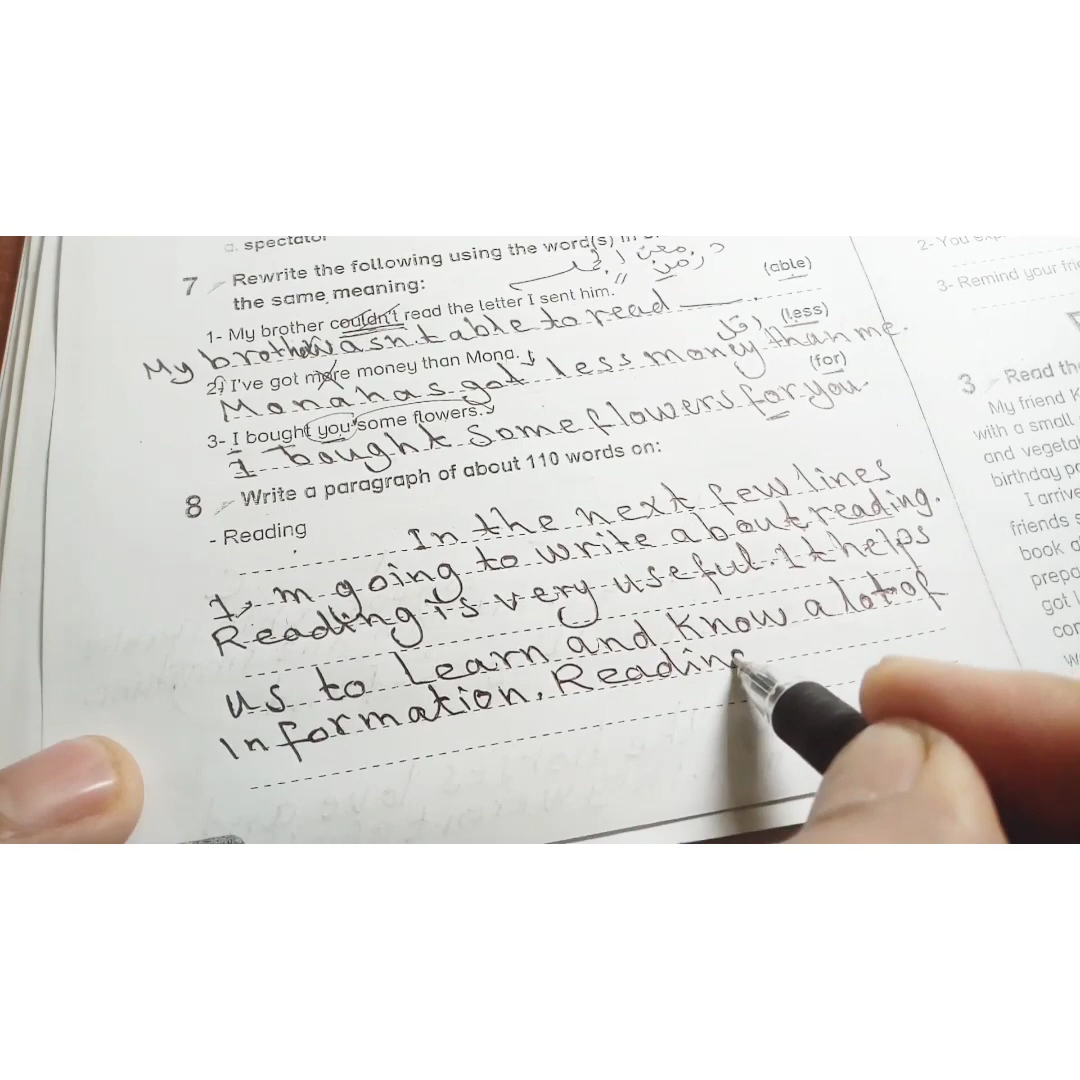 a. spectator
7 Rewrite the following using the word(s) in
the same meaning:
1- My brother couldn't read the letter I sent him. (able)
My brother wasn't able to read
2- I've got more money than Mona. (less)
أقل
Mona has got less money than me.
3- I bought you some flowers. (for)
I bought some flowers for you.
8 Write a paragraph of about 110 words on:
- Reading
In the next few lines
I'm going to write about reading.
Reading is very useful. It helps
us to Learn and Know a lot of
information. Reading
2- You
3- Remind your
3 Read the
My friend
with a small
and
birthday
I
friends
book
got